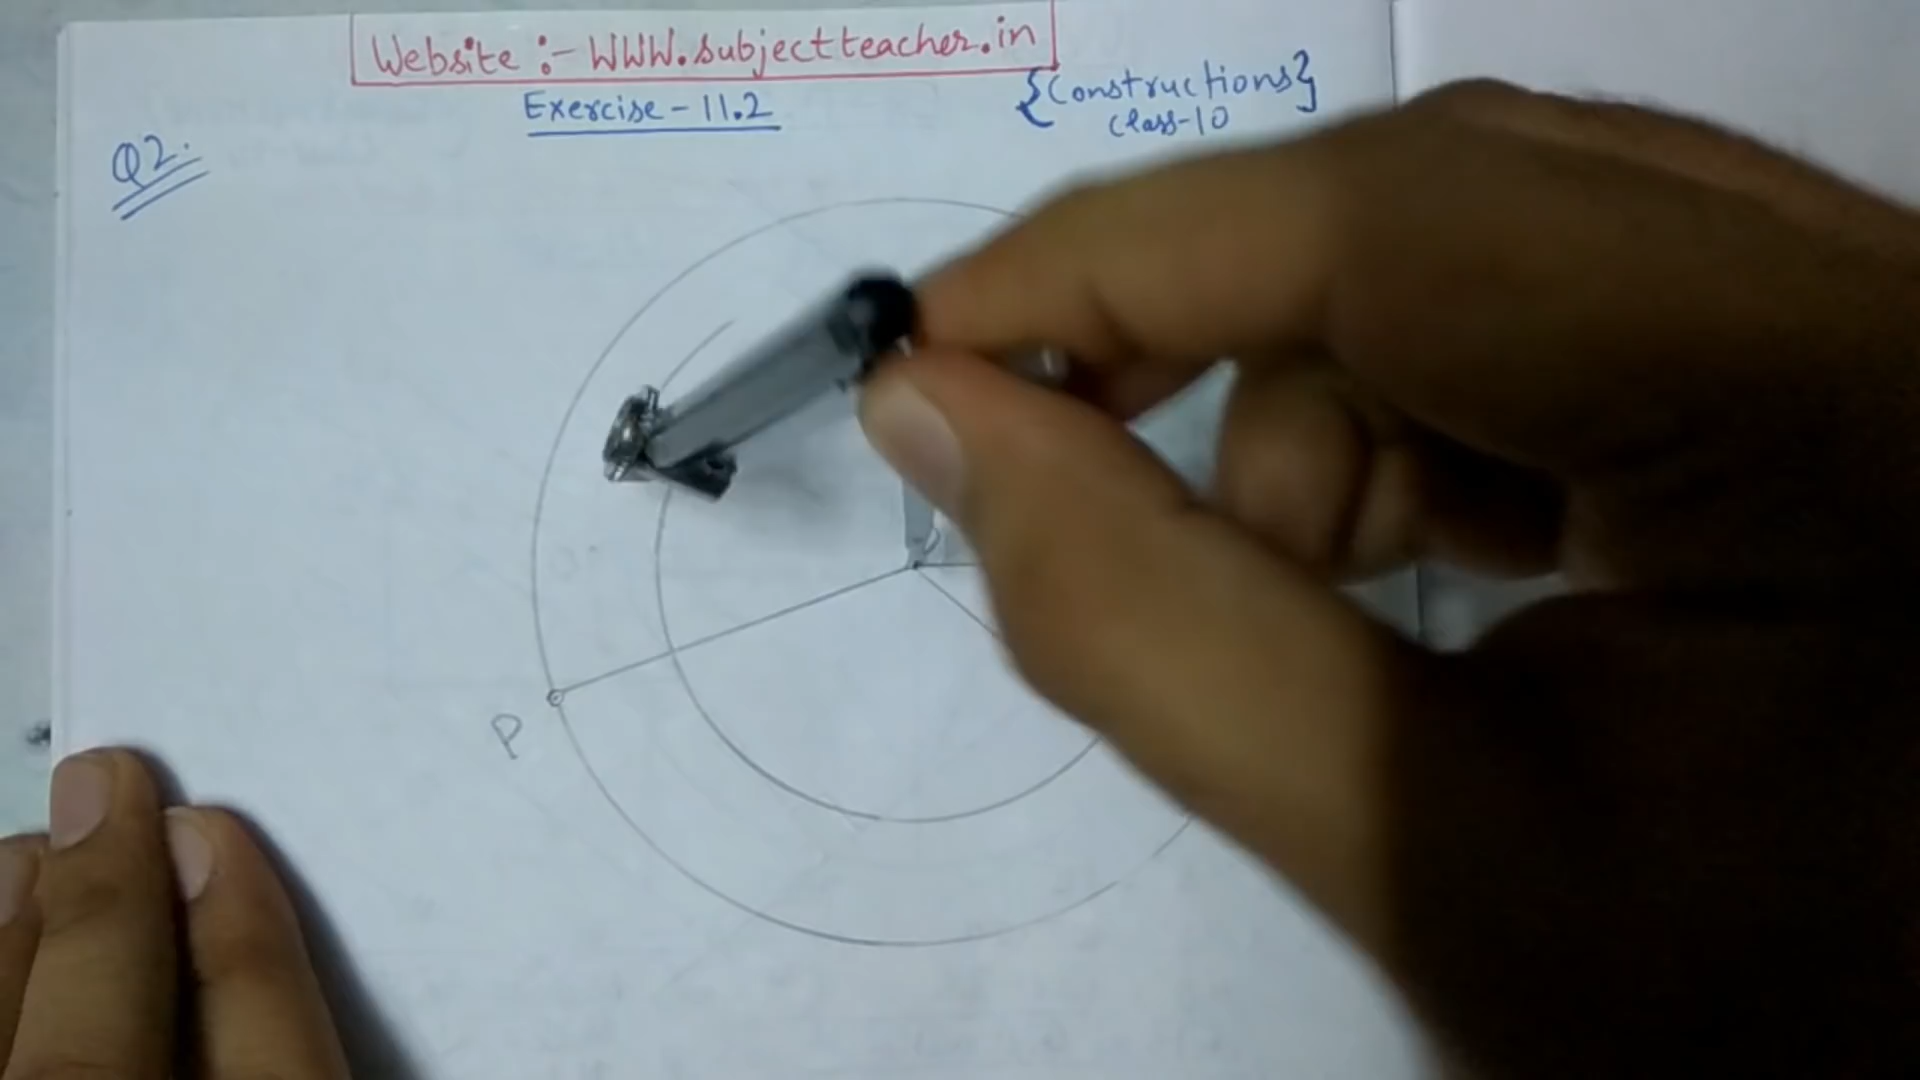 Website :- WWW.subjectteacher.in
Exercise - 11.2
{Constructions}
Class-10
Q2.
P